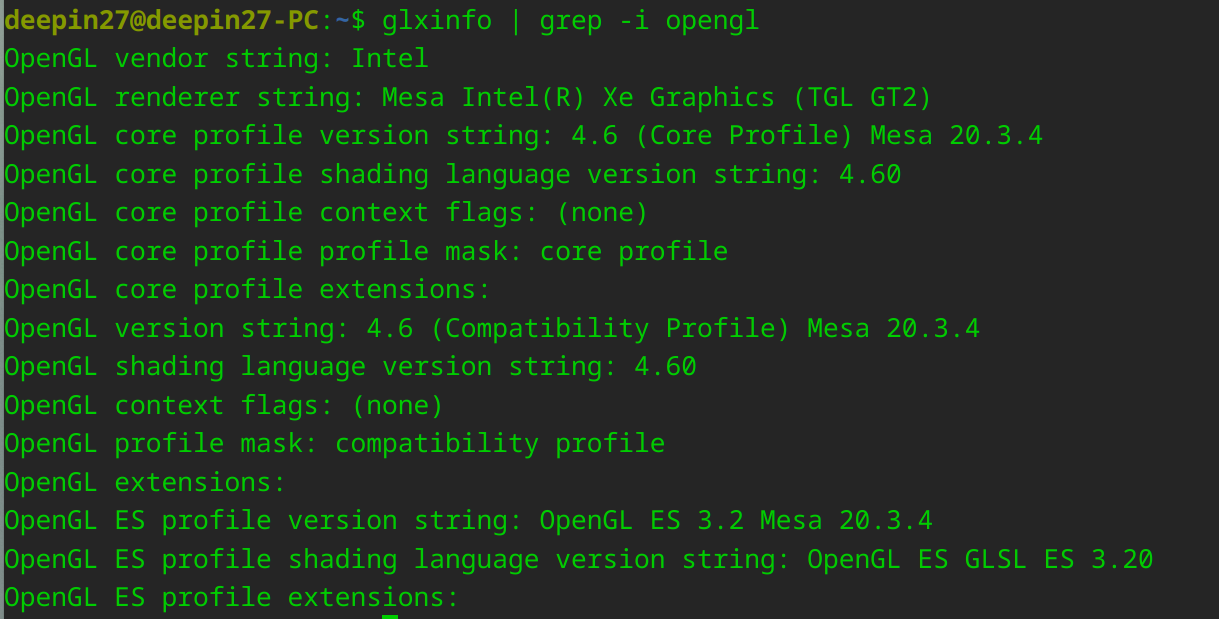 deepin27@deepin27-PC:~$ glxinfo | grep -i opengl
OpenGL vendor string: Intel
OpenGL renderer string: Mesa Intel(R) Xe Graphics (TGL GT2)
OpenGL core profile version string: 4.6 (Core Profile) Mesa 20.3.4
OpenGL core profile shading language version string: 4.60
OpenGL core profile context flags: (none)
OpenGL core profile profile mask: core profile
OpenGL core profile extensions:
OpenGL version string: 4.6 (Compatibility Profile) Mesa 20.3.4
OpenGL shading language version string: 4.60
OpenGL context flags: (none)
OpenGL profile mask: compatibility profile
OpenGL extensions:
OpenGL ES profile version string: OpenGL ES 3.2 Mesa 20.3.4
OpenGL ES profile shading language version string: OpenGL ES GLSL ES 3.20
OpenGL ES profile extensions: